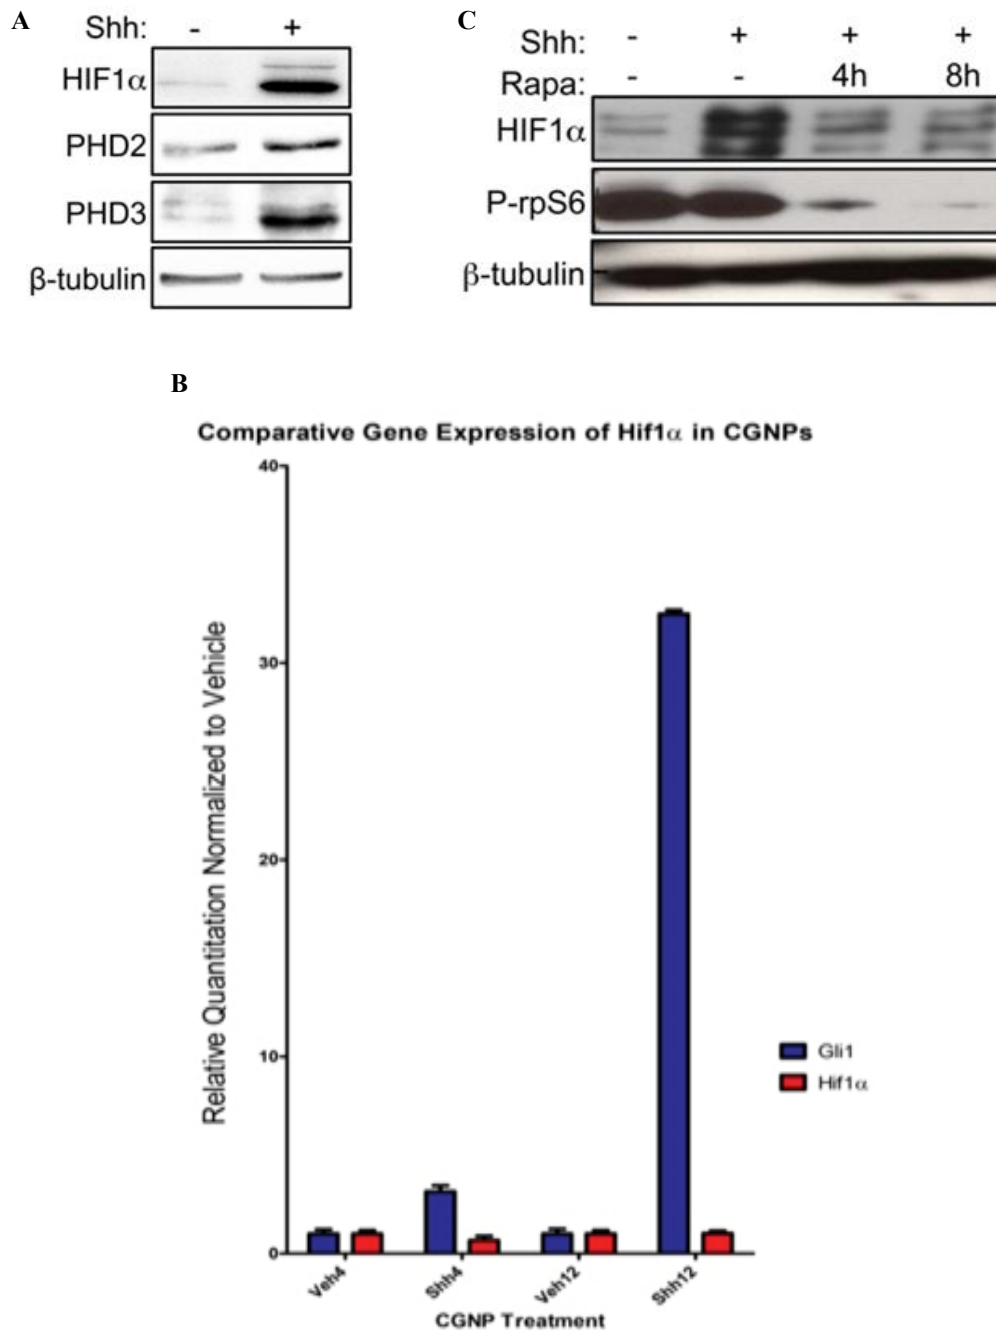 A
Shh: - +
HIF1α
PHD2
PHD3
β-tubulin
C
Shh: - + + +
Rapa: - - 4h 8h
HIF1α
P-rpS6
β-tubulin
B
Comparative Gene Expression of Hif1α in CGNPs
Relative Quantitation Normalized to Vehicle
40
30
20
10
0
Veh4
Shh4
Veh12
Shh12
CGNP Treatment
Gli1
Hif1α